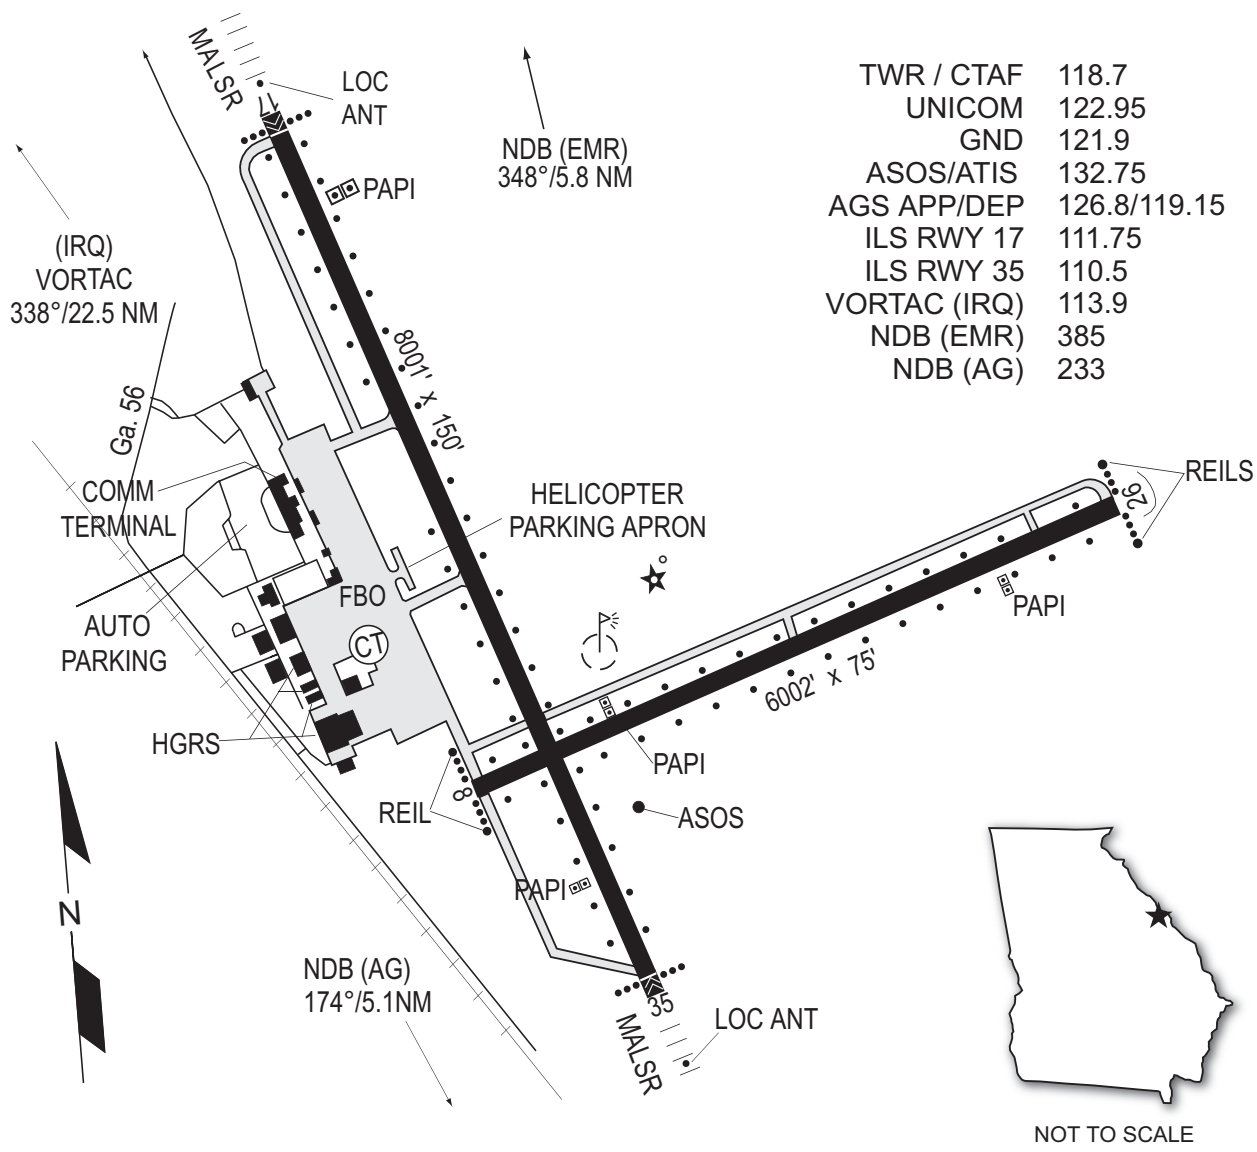 MALSR
17
LOC
ANT
NDB (EMR)
348°/5.8 NM
TWR / CTAF 118.7
UNICOM 122.95
GND 121.9
ASOS/ATIS 132.75
AGS APP/DEP 126.8/119.15
ILS RWY 17 111.75
ILS RWY 35 110.5
VORTAC (IRQ) 113.9
NDB (EMR) 385
NDB (AG) 233
PAPI
(IRQ)
VORTAC
338°/22.5 NM
8001' x 150'
Ga. 56
COMM
TERMINAL
HELICOPTER
PARKING APRON
REILS
26
PAPI
FBO
AUTO
PARKING
CT
6002' x 75'
HGRS
PAPI
REIL
8
ASOS
PAPI
N
NDB (AG)
174°/5.1NM
35
LOC ANT
MALSR
NOT TO SCALE